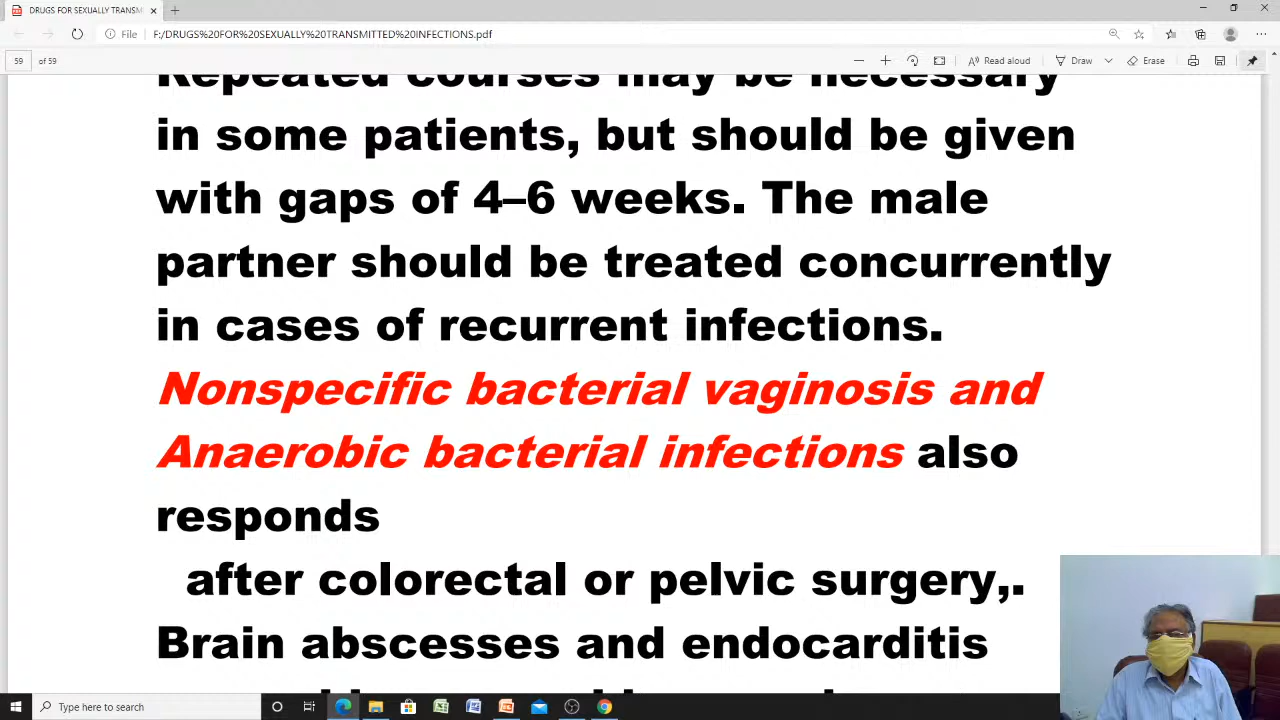 DRUGS FOR SEXUALLY TRANSM
File F:/DRUGS%20FOR%20SEXUALLY%20TRANSMITTED%20INFECTIONS.pdf
59 of 59 Read aloud Draw Erase
Repeated courses may be necessary
in some patients, but should be given
with gaps of 4–6 weeks. The male
partner should be treated concurrently
in cases of recurrent infections.
Nonspecific bacterial vaginosis and
Anaerobic bacterial infections also
responds
after colorectal or pelvic surgery,.
Brain abscesses and endocarditis
Type here to search